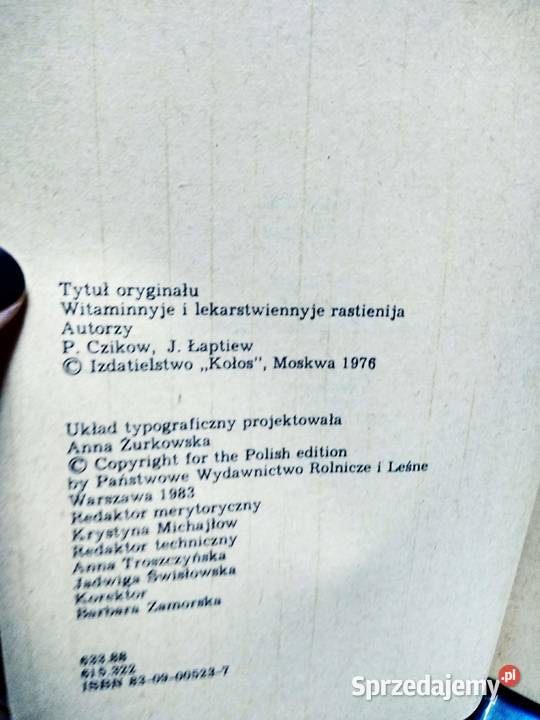 Tytuł oryginału
Witaminnyje i lekarstwiennyje rastienija
Autorzy
P. Czikow, J. Łaptiew
© Izdatielstwo „Kołos", Moskwa 1976
Układ typograficzny projektowała
Anna Żurkowska
© Copyright for the Polish edition
by Państwowe Wydawnictwo Rolnicze i Leśne
Warszawa 1983
Redaktor merytoryczny
Krystyna Michajłow
Redaktor techniczny
Anna Troszczyńska
Jadwiga Świsłowska
Korektor
Barbara Zamorska
633.88
615.322
ISBN 83-09-00523-7
Sprzedajemy.pl